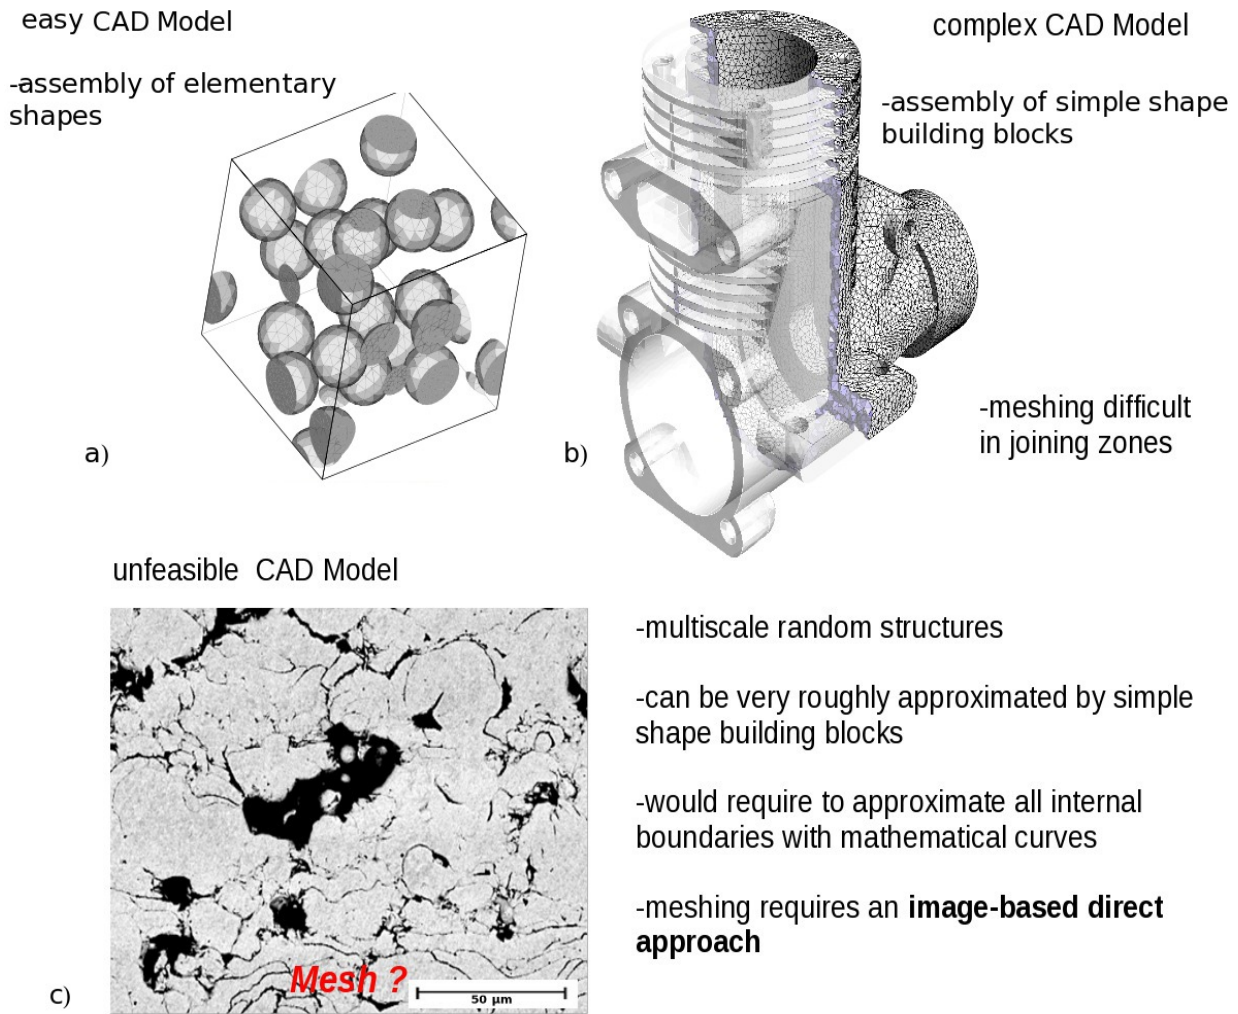 easy CAD Model
-assembly of elementary
shapes
a)
complex CAD Model
-assembly of simple shape
building blocks
-meshing difficult
in joining zones
b)
unfeasible CAD Model
-multiscale random structures
-can be very roughly approximated by simple
shape building blocks
-would require to approximate all internal
boundaries with mathematical curves
-meshing requires an image-based direct
approach
Mesh ?
50 µm
c)